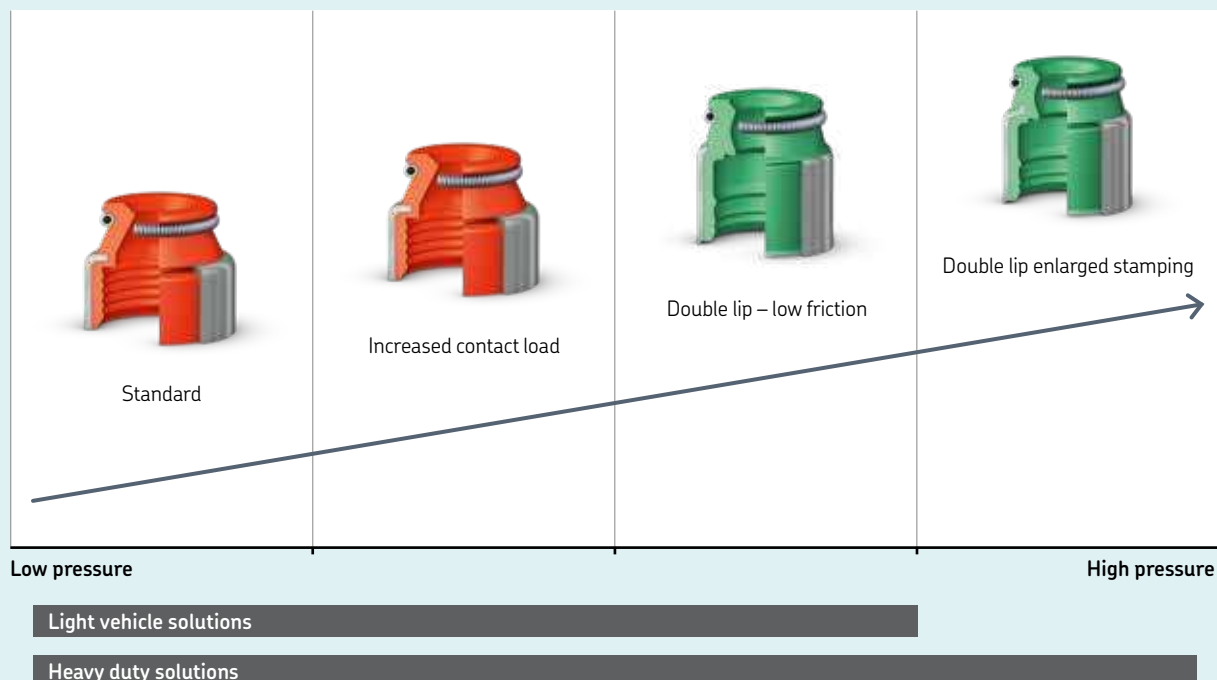 Double lip enlarged stamping
Double lip – low friction
Increased contact load
Standard
Low pressure
High pressure
Light vehicle solutions
Heavy duty solutions